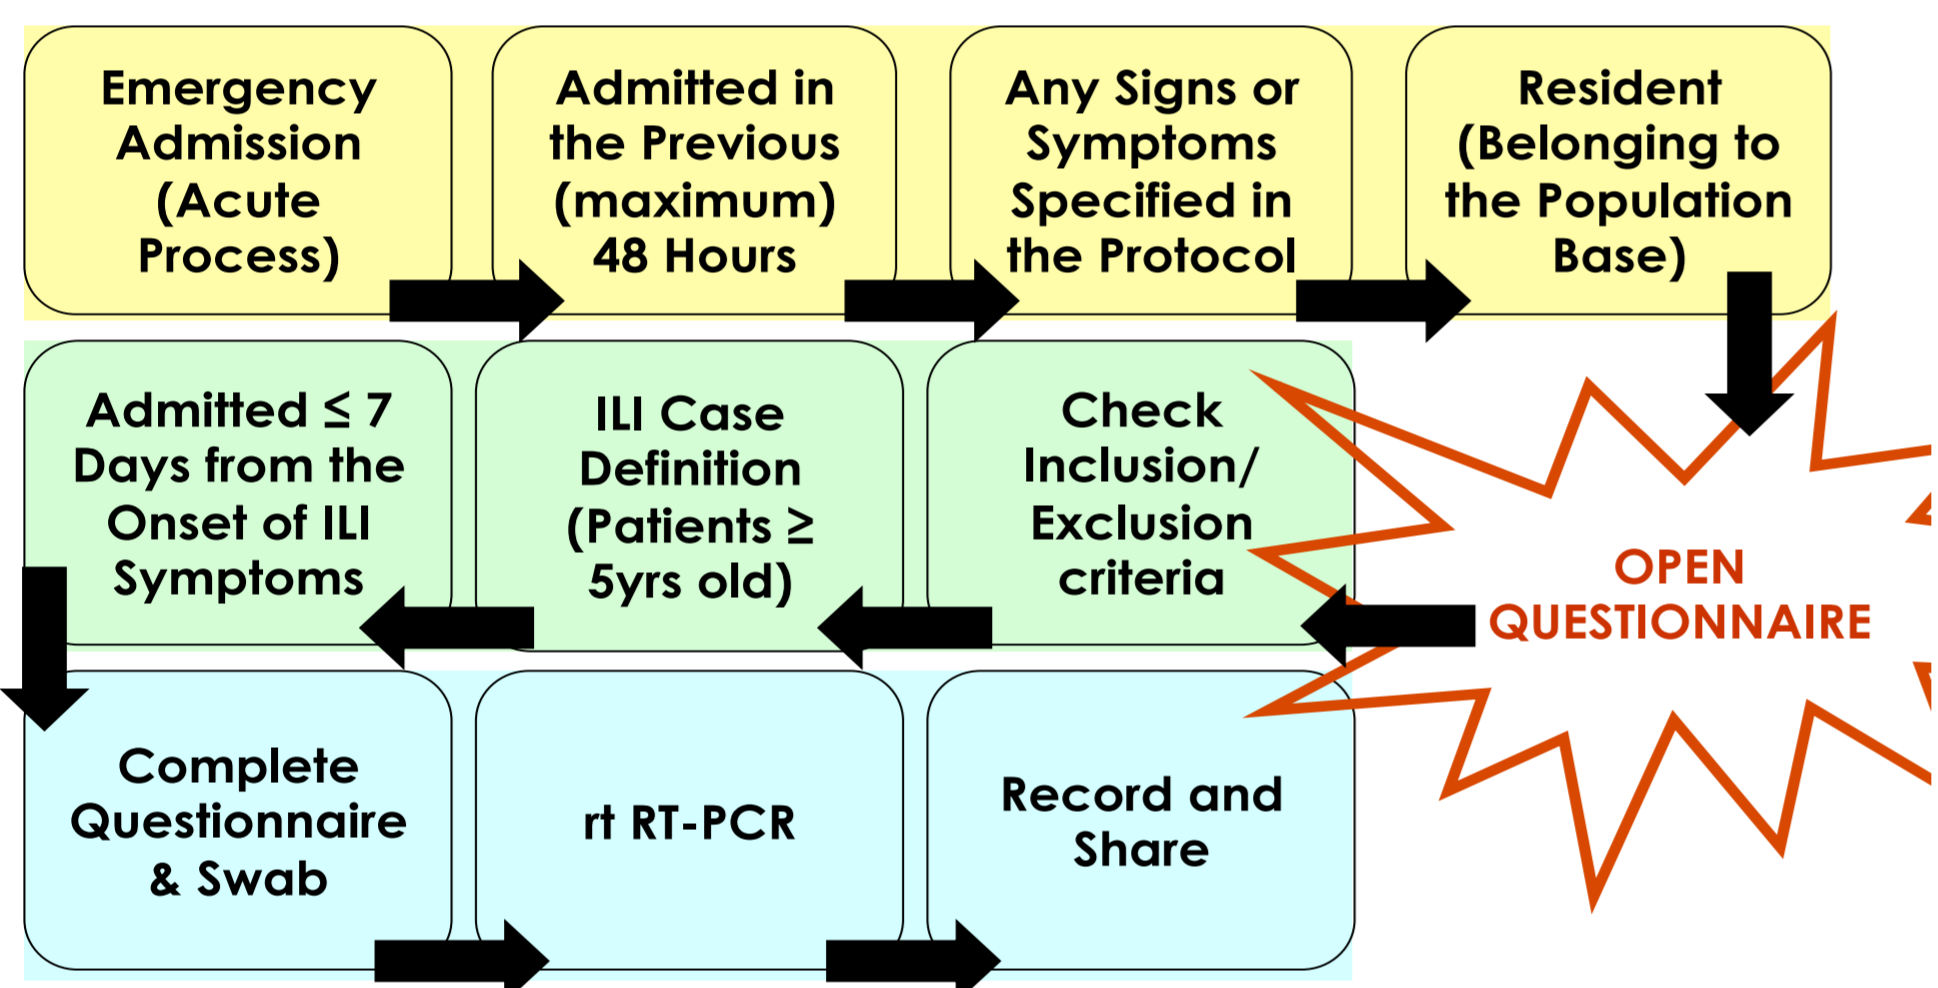 Emergency
Admission
(Acute
Process)
Admitted in
the Previous
(maximum)
48 Hours
Any Signs or
Symptoms
Specified in
the Protocol
Resident
(Belonging to
the Population
Base)
OPEN
QUESTIONNAIRE
Check
Inclusion/
Exclusion
criteria
ILI Case
Definition
(Patients ≥
5yrs old)
Admitted ≤ 7
Days from the
Onset of ILI
Symptoms
Complete
Questionnaire
& Swab
rt RT-PCR
Record and
Share